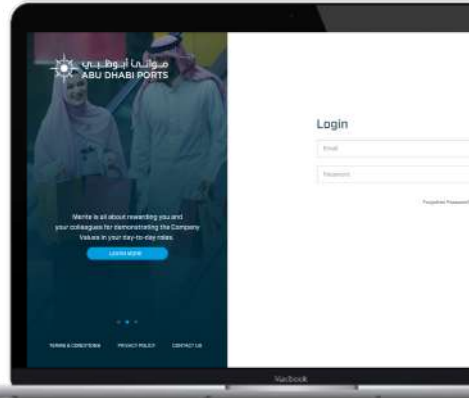 موانئ أبوظبي
ABU DHABI PORTS
Merite is all about rewarding you and
your colleagues for demonstrating the Company
Values in your day-to-day roles.
LEARN MORE
TERMS & CONDITIONS PRIVACY POLICY CONTACT US
Login
Email
Password
Forgotten Password
Macbook